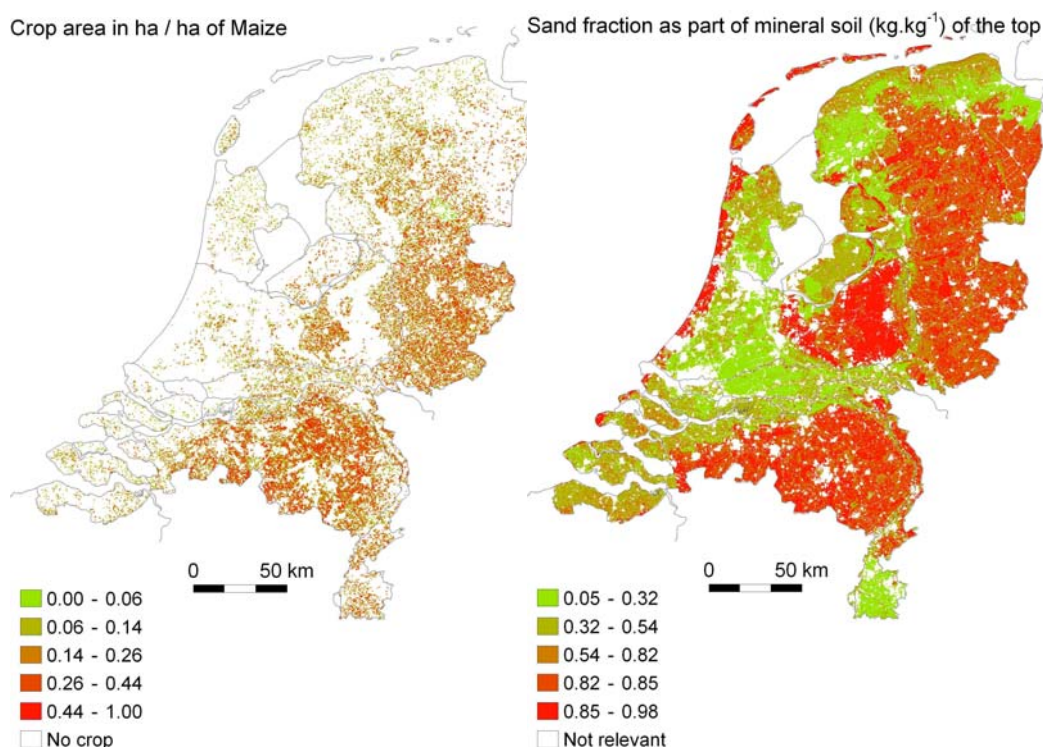 Crop area in ha / ha of Maize
Sand fraction as part of mineral soil (kg.kg⁻¹) of the top
0 50 km
0 50 km
0.00 - 0.06
0.06 - 0.14
0.14 - 0.26
0.26 - 0.44
0.44 - 1.00
No crop
0.05 - 0.32
0.32 - 0.54
0.54 - 0.82
0.82 - 0.85
0.85 - 0.98
Not relevant